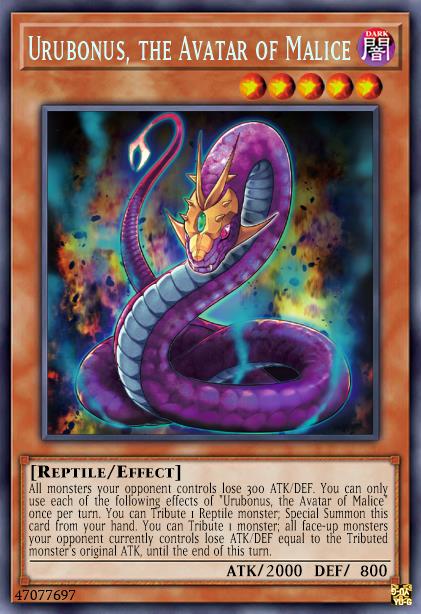 URUBONUS, THE AVATAR OF MALICE
DARK
闇
[REPTILE/EFFECT]
All monsters your opponent controls lose 300 ATK/DEF. You can only
use each of the following effects of "Urubonus, the Avatar of Malice"
once per turn. You can Tribute 1 Reptile monster; Special Summon this
card from your hand. You can Tribute 1 monster; all face-up monsters
your opponent currently controls lose ATK/DEF equal to the Tributed
monster's original ATK, until the end of this turn.
ATK/2000 DEF/ 800
47077697